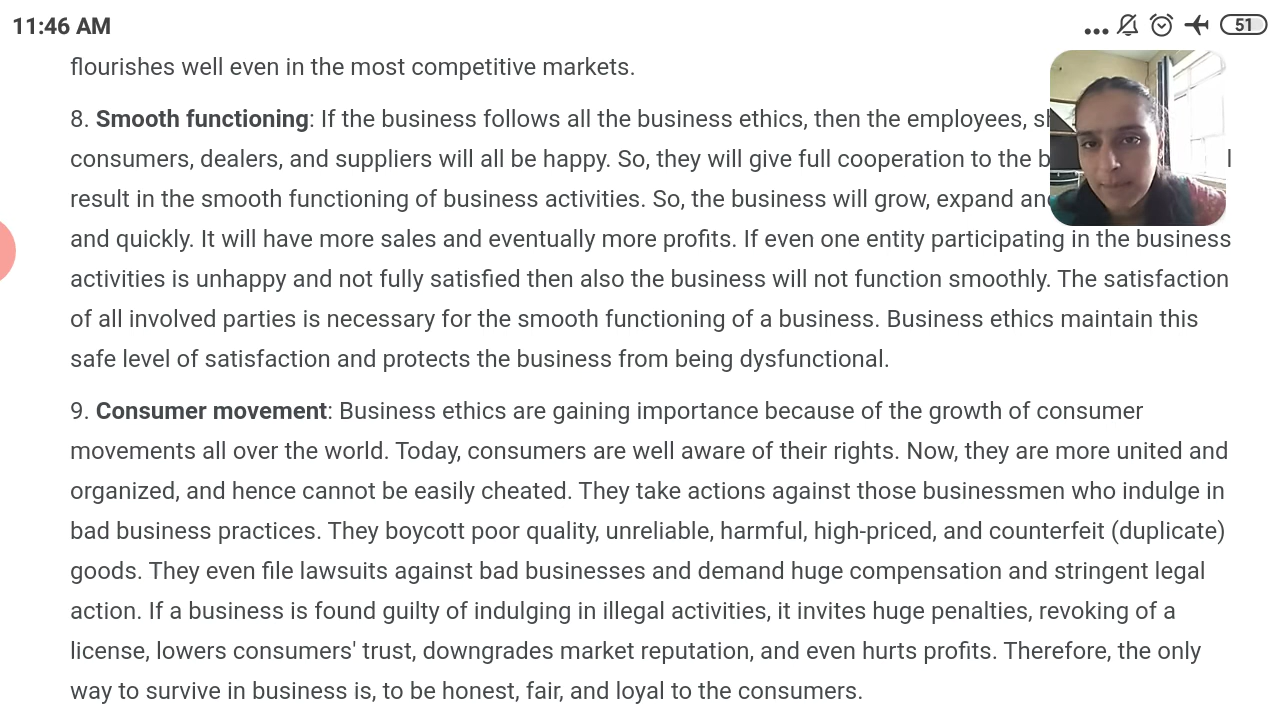 11:46 AM
51
flourishes well even in the most competitive markets.
8. Smooth functioning: If the business follows all the business ethics, then the employees,
consumers, dealers, and suppliers will all be happy. So, they will give full cooperation to the
result in the smooth functioning of business activities. So, the business will grow, expand
and quickly. It will have more sales and eventually more profits. If even one entity participating in the business
activities is unhappy and not fully satisfied then also the business will not function smoothly. The satisfaction
of all involved parties is necessary for the smooth functioning of a business. Business ethics maintain this
safe level of satisfaction and protects the business from being dysfunctional.
9. Consumer movement: Business ethics are gaining importance because of the growth of consumer
movements all over the world. Today, consumers are well aware of their rights. Now, they are more united and
organized, and hence cannot be easily cheated. They take actions against those businessmen who indulge in
bad business practices. They boycott poor quality, unreliable, harmful, high-priced, and counterfeit (duplicate)
goods. They even file lawsuits against bad businesses and demand huge compensation and stringent legal
action. If a business is found guilty of indulging in illegal activities, it invites huge penalties, revoking of a
license, lowers consumers' trust, downgrades market reputation, and even hurts profits. Therefore, the only
way to survive in business is, to be honest, fair, and loyal to the consumers.